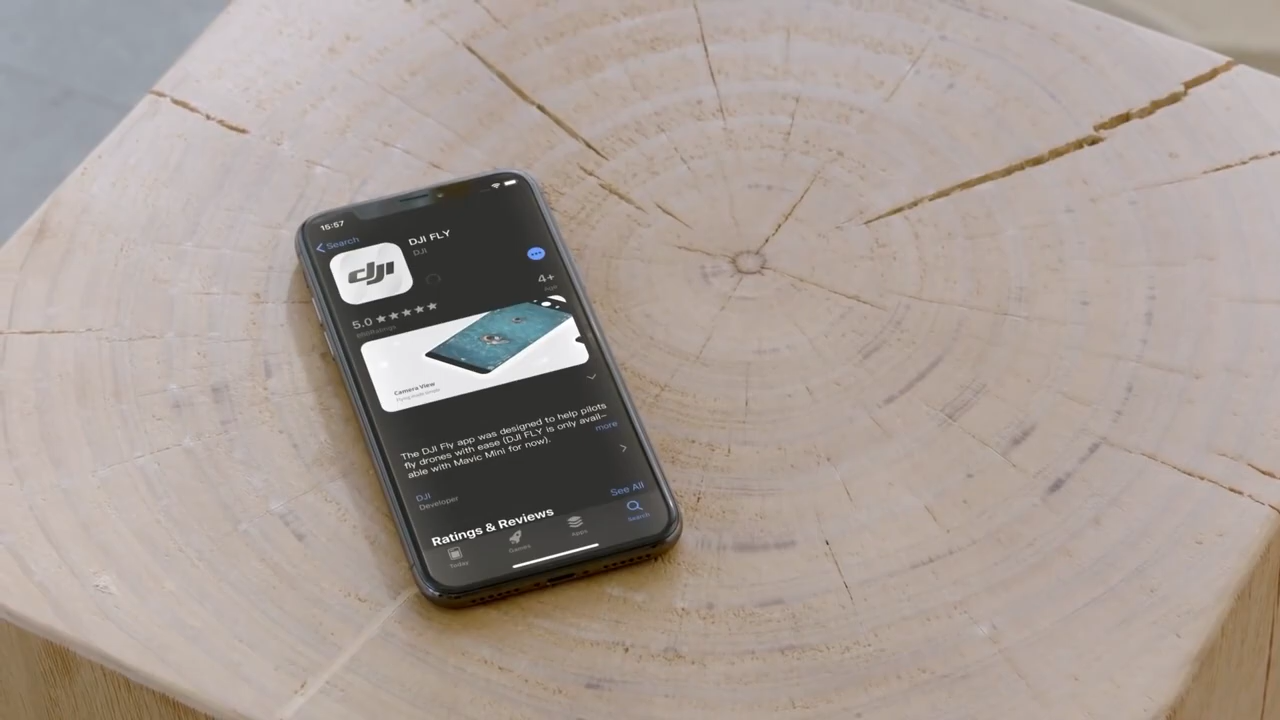 15:57
Search
dji
DJI FLY
DJI
5.0
4+
Age
Camera View
The DJI Fly app was designed to help pilots
fly drones with ease (DJI FLY is only avail–
able with Mavic Mini for now).
more
DJI
Developer
See All
Ratings & Reviews
Today
Games
Apps
Search